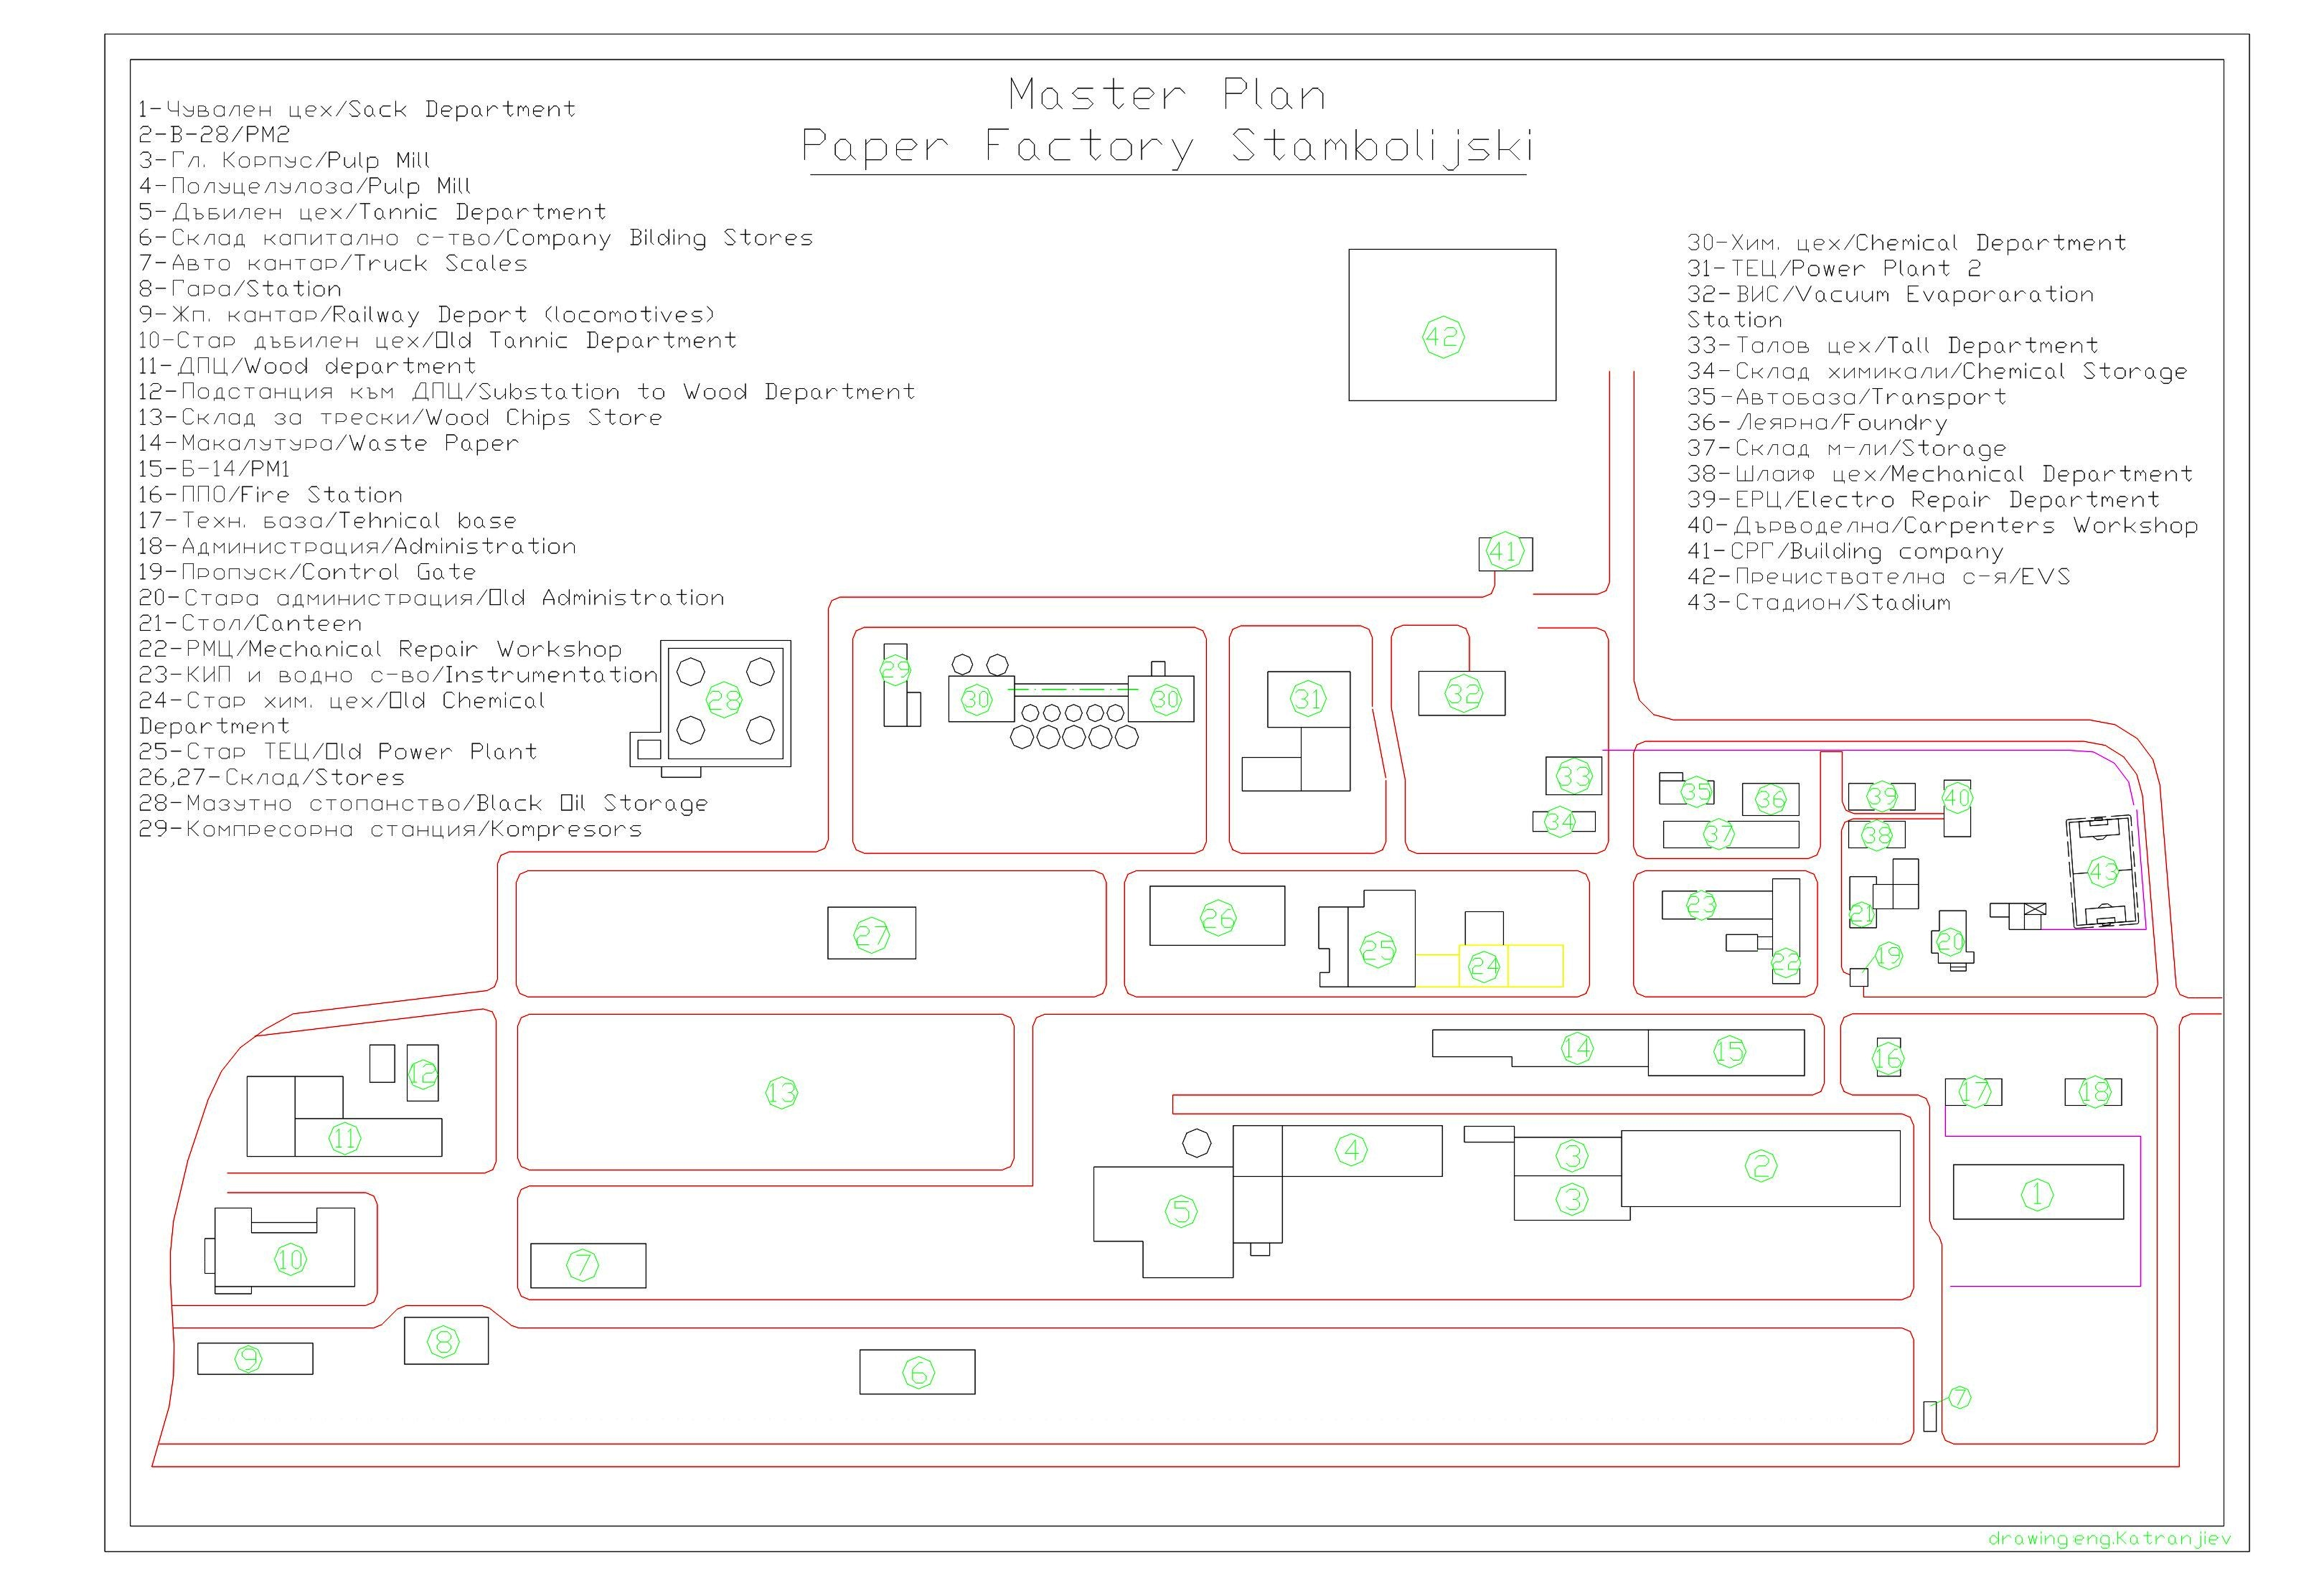 Master Plan
Paper Factory Stambolijski
1-Чувален цех/Sack Department
2-В-28/PM2
3-Гл. Корпус/Pulp Mill
4-Полуцелулоза/Pulp Mill
5-Дъбилен цех/Tannic Department
6-Склад капитално с-тво/Company Bilding Stores
7-Авто кантар/Truck Scales
8-Гара/Station
9-Жп. кантар/Railway Deport (locomotives)
10-Стар дъбилен цех/Old Tannic Department
11-ДПЦ/Wood department
12-Подстанция към ДПЦ/Substation to Wood Department
13-Склад за трески/Wood Chips Store
14-Макалутура/Waste Paper
15-Б-14/PM1
16-ППО/Fire Station
17-Техн. база/Tehnical base
18-Администрация/Administration
19-Пропуск/Control Gate
20-Стара администрация/Old Administration
21-Стол/Canteen
22-РМЦ/Mechanical Repair Workshop
23-КИП и водно с-во/Instrumentation
24-Стар хим. цех/Old Chemical
Department
25-Стар ТЕЦ/Old Power Plant
26,27-Склад/Stores
28-Мазутно стопанство/Black Oil Storage
29-Компресорна станция/Kompresors
30-Хим. цех/Chemical Department
31-ТЕЦ/Power Plant 2
32-ВИС/Vacuum Evaporaration
Station
33-Талов цех/Tall Department
34-Склад химикали/Chemical Storage
35-Автобаза/Transport
36-Леярна/Foundry
37-Склад м-ли/Storage
38-Шлайф цех/Mechanical Department
39-ЕРЦ/Electro Repair Department
40-Дърводелна/Carpenters Workshop
41-СРГ/Building company
42-Пречиствателна с-я/EVS
43-Стадион/Stadium
42
41
28
29
30
30
31
32
33
34
35
36
37
39
40
38
43
27
26
25
24
23
22
21
20
19
12
11
13
14
15
16
17
18
4
3
3
2
1
5
10
7
9
8
6
7
drawing eng.Katranjiev